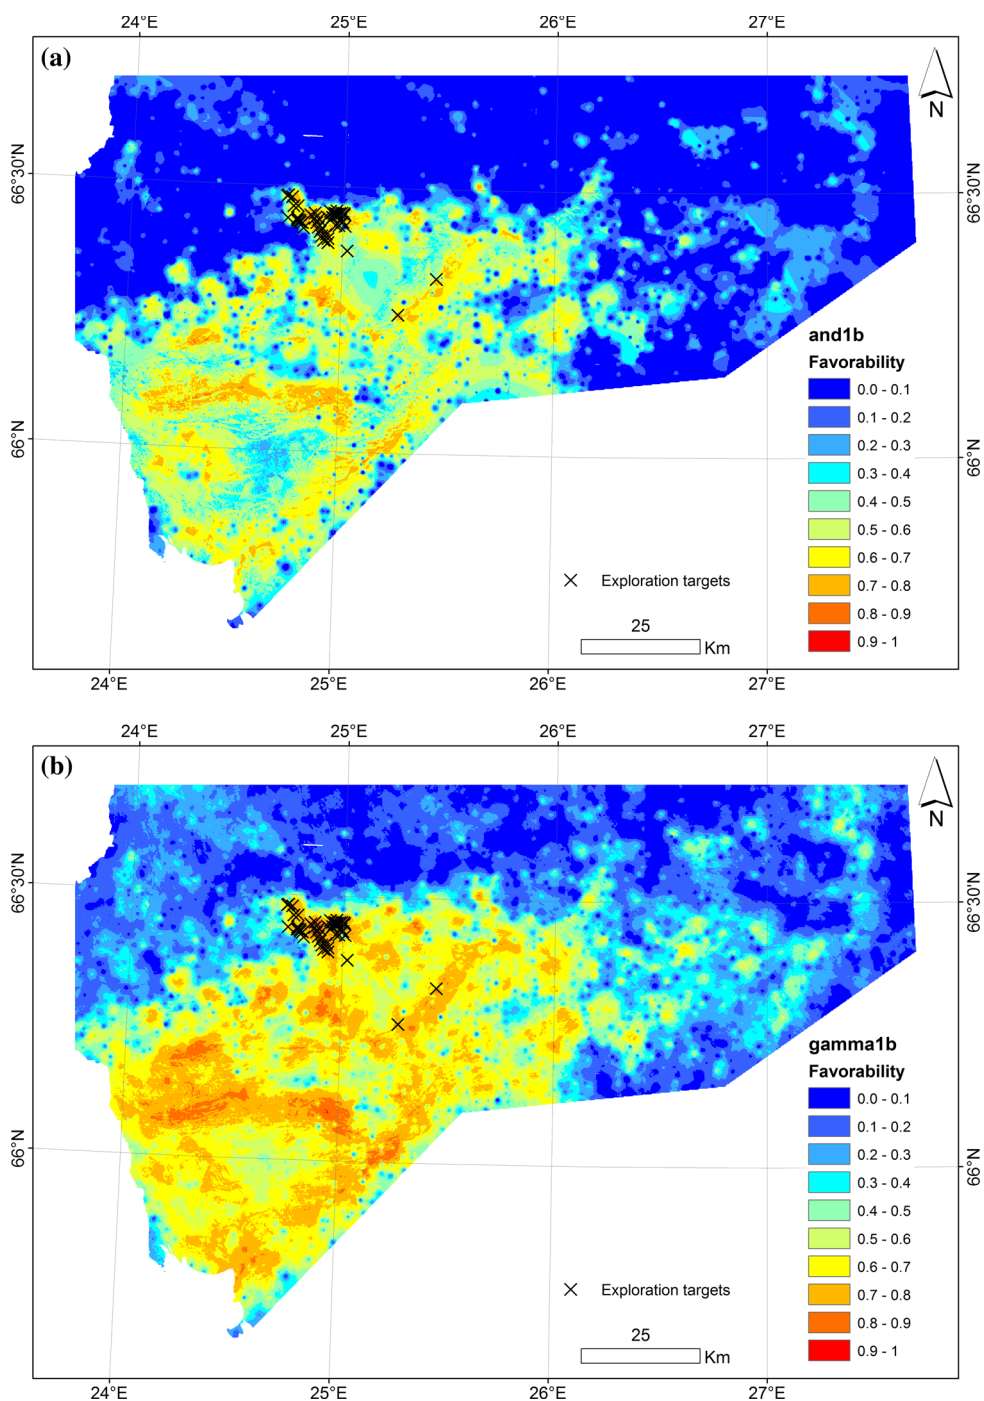 24°E 25°E 26°E 27°E
(a)
N
66°30'N 66°30'N
and1b
Favorability
0.0 - 0.1
0.1 - 0.2
0.2 - 0.3
0.3 - 0.4
66°N 66°N
0.4 - 0.5
0.5 - 0.6
0.6 - 0.7
Exploration targets 0.7 - 0.8
0.8 - 0.9
25
Km 0.9 - 1
24°E 25°E 26°E 27°E
24°E 25°E 26°E 27°E
(b)
N
66°30'N 66°30'N
gamma1b
Favorability
0.0 - 0.1
0.1 - 0.2
0.2 - 0.3
0.3 - 0.4
66°N 66°N
0.4 - 0.5
0.5 - 0.6
0.6 - 0.7
Exploration targets 0.7 - 0.8
0.8 - 0.9
25
Km 0.9 - 1
24°E 25°E 26°E 27°E